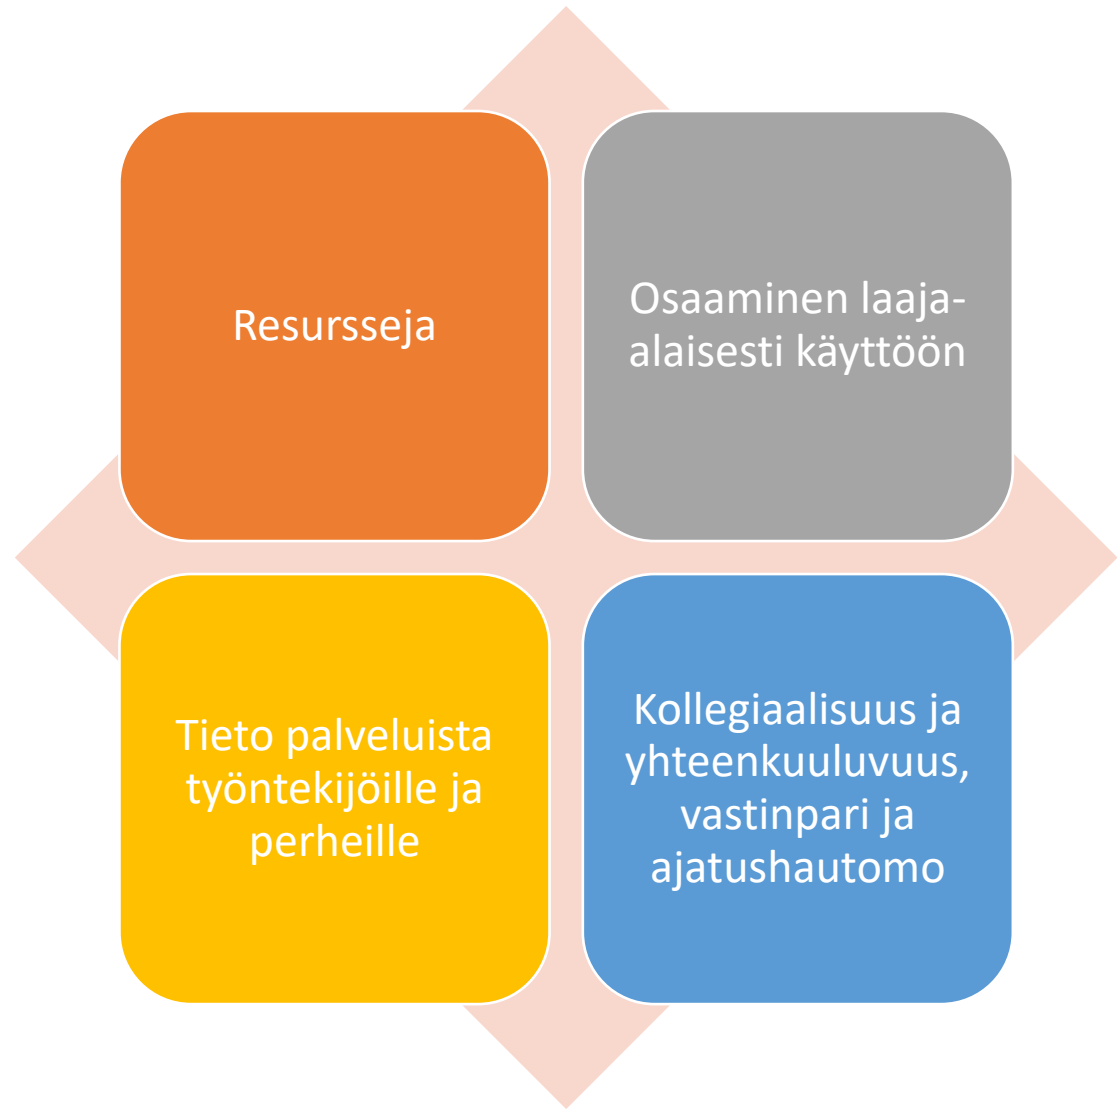 Resursseja
Osaaminen laaja-
alaisesti käyttöön
Tieto palveluista
työntekijöille ja
perheille
Kollegiaalisuus ja
yhteenkuuluvuus,
vastinpari ja
ajatushautomo